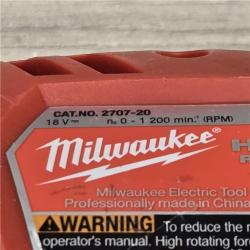 CAT.NO. 2707-20
18 V⎓ n₀ 0 - 1 200 min.⁻¹ (RPM)
Milwaukee
Milwaukee Electric Tool
Professionally made in China
WARNING To reduce the
operator's manual. High rotating for